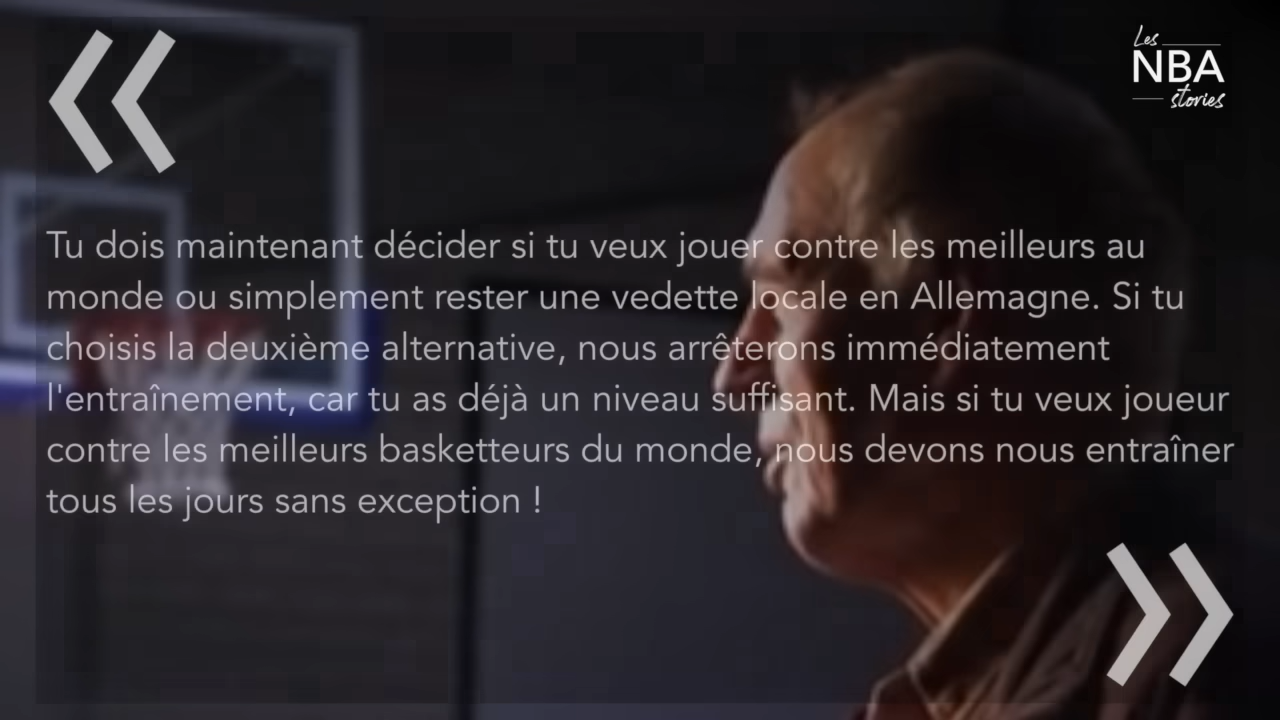 Les
NBA
stories
Tu dois maintenant décider si tu veux jouer contre les meilleurs au
monde ou simplement rester une vedette locale en Allemagne. Si tu
choisis la deuxième alternative, nous arrêterons immédiatement
l'entraînement, car tu as déjà un niveau suffisant. Mais si tu veux joueur
contre les meilleurs basketteurs du monde, nous devons nous entraîner
tous les jours sans exception !